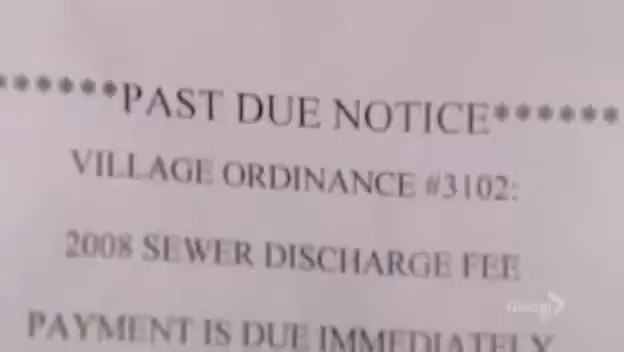 ******PAST DUE NOTICE******
VILLAGE ORDINANCE #3102:
2008 SEWER DISCHARGE FEE
PAYMENT IS DUE IMMEDIATELY